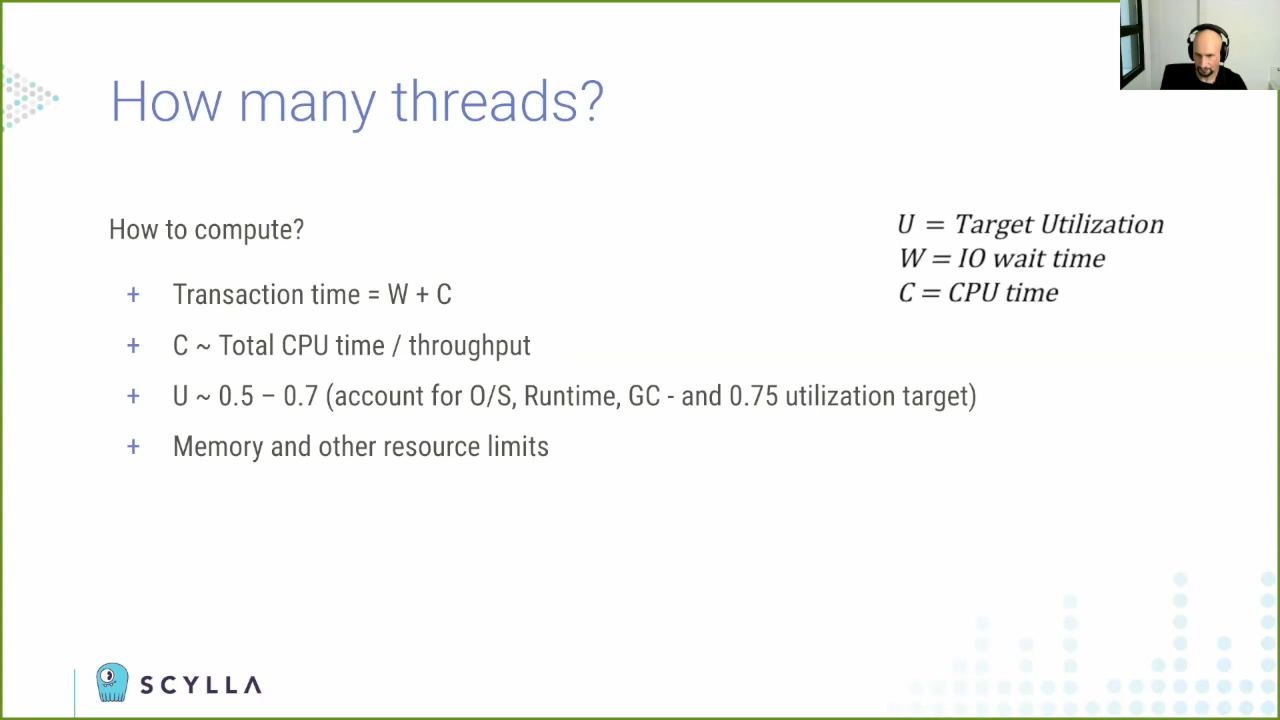 How many threads?
How to compute?
U = Target Utilization
W = IO wait time
C = CPU time
+ Transaction time = W + C
+ C ~ Total CPU time / throughput
+ U ~ 0.5 – 0.7 (account for O/S, Runtime, GC - and 0.75 utilization target)
+ Memory and other resource limits
SCYLLA